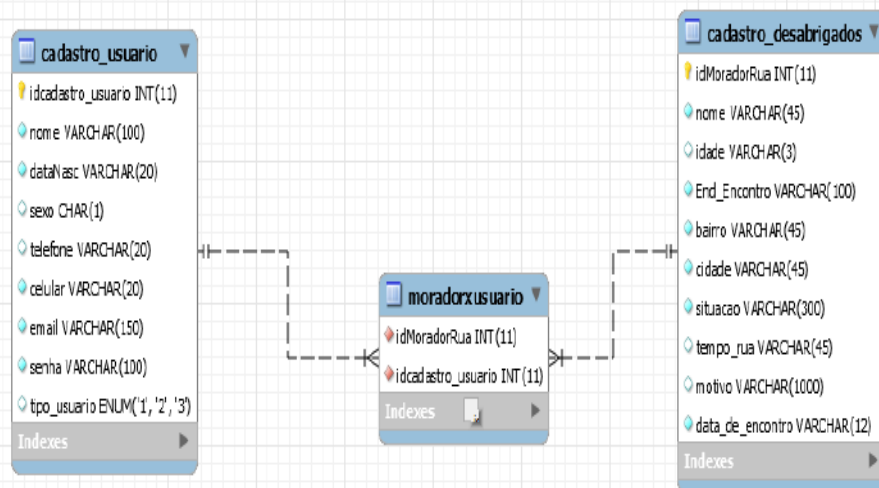 cadastro_usuario
idcadastro_usuario INT(11)
nome VARCHAR(100)
dataNasc VARCHAR(20)
sexo CHAR(1)
telefone VARCHAR(20)
celular VARCHAR(20)
email VARCHAR(150)
senha VARCHAR(100)
tipo_usuario ENUM('1', '2', '3')
Indexes
moradorxusuario
idMoradorRua INT(11)
idcadastro_usuario INT(11)
Indexes
cadastro_desabrigados
idMoradorRua INT(11)
nome VARCHAR(45)
idade VARCHAR(3)
End_Encontro VARCHAR(100)
bairro VARCHAR(45)
cidade VARCHAR(45)
situacao VARCHAR(300)
tempo_rua VARCHAR(45)
motivo VARCHAR(1000)
data_de_encontro VARCHAR(12)
Indexes